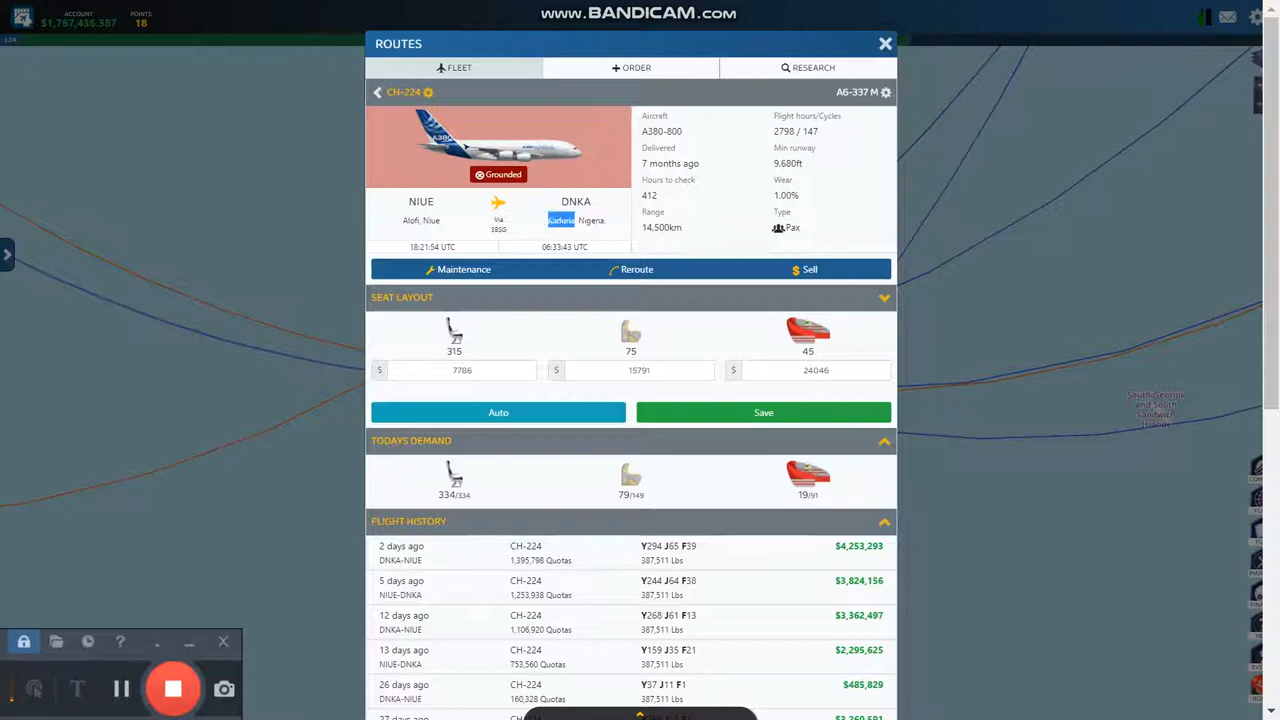 www.BANDICAM.com
ACCOUNT
$1,767,436.387
POINTS
18
124
ROUTES
FLEET
ORDER
RESEARCH
CH-224
A6-337 M
A380
Grounded
NIUE
Alofi, Niue
Via
SBSG
DNKA
Kaduna Nigeria,
18:21:54 UTC
06:33:43 UTC
Aircraft
A380-800
Flight hours/Cycles
2798 / 147
Delivered
7 months ago
Min runway
9,680ft
Hours to check
412
Wear
1.00%
Range
14,500km
Type
Pax
Maintenance
Reroute
Sell
SEAT LAYOUT
315
75
45
$ 7786
$ 15791
$ 24046
Auto
Save
TODAYS DEMAND
334/334
79/149
19/91
FLIGHT HISTORY
2 days ago CH-224 Y294 J65 F39 $4,253,293
DNKA-NIUE 1,395,798 Quotas 387,511 Lbs
5 days ago CH-224 Y244 J64 F38 $3,824,156
NIUE-DNKA 1,253,938 Quotas 387,511 Lbs
12 days ago CH-224 Y268 J61 F13 $3,362,497
DNKA-NIUE 1,106,920 Quotas 387,511 Lbs
13 days ago CH-224 Y159 J35 F21 $2,295,625
NIUE-DNKA 753,560 Quotas 387,511 Lbs
26 days ago CH-224 Y37 J11 F1 $485,829
DNKA-NIUE 160,328 Quotas 387,511 Lbs
South Georgia
and South
Sandwich
Islands